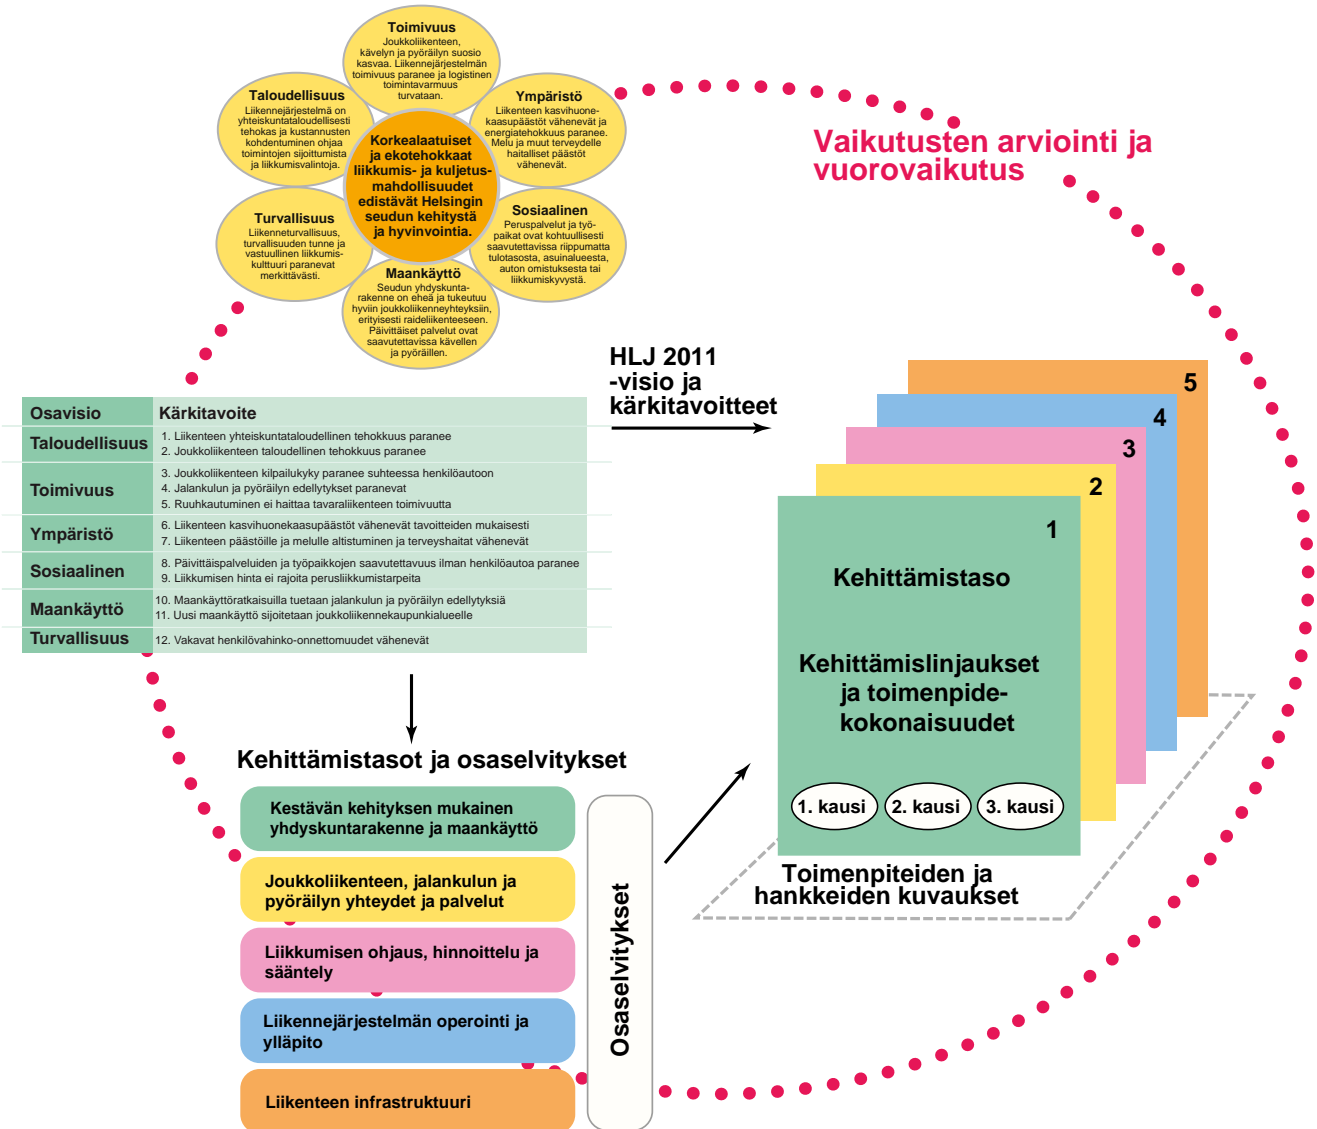 Toimivuus
Joukkoliikenteen,
kävelyn ja pyöräilyn suosio
kasvaa. Liikennejärjestelmän
toimivuus paranee ja logistinen
toimintavarmuus
turvataan.
Taloudellisuus
Liikennejärjestelmä on
yhteiskuntataloudellisesti
tehokas ja kustannusten
kohdentuminen ohjaa
toimintojen sijoittumista
ja liikkumisvalintoja.
Ympäristö
Liikenteen kasvihuone-
kaasupäästöt vähenevät ja
energiatehokkuus paranee.
Melu ja muut terveydelle
haitalliset päästöt
vähenevät.
Korkealaatuiset
ja ekotehokkaat
liikkumis- ja kuljetus-
mahdollisuudet
edistävät Helsingin
seudun kehitystä
ja hyvinvointia.
Turvallisuus
Liikenneturvallisuus,
turvallisuuden tunne ja
vastuullinen liikkumis-
kulttuuri paranevat
merkittävästi.
Sosiaalinen
Peruspalvelut ja työ-
paikat ovat kohtuullisesti
saavutettavissa riippumatta
tulotasosta, asuinalueesta,
auton omistuksesta tai
liikkumiskyvystä.
Maankäyttö
Seudun yhdyskunta-
rakenne on eheä ja tukeutuu
hyviin joukkoliikenneyhteyksiin,
erityisesti raideliikenteeseen.
Päivittäiset palvelut ovat
saavutettavissa kävellen
ja pyöräillen.
Vaikutusten arviointi ja
vuorovaikutus
HLJ 2011
-visio ja
kärkitavoitteet
Osavisio Kärkitavoite
Taloudellisuus
1. Liikenteen yhteiskuntataloudellinen tehokkuus paranee
2. Joukkoliikenteen taloudellinen tehokkuus paranee
Toimivuus
3. Joukkoliikenteen kilpailukyky paranee suhteessa henkilöautoon
4. Jalankulun ja pyöräilyn edellytykset paranevat
5. Ruuhkautuminen ei haittaa tavaraliikenteen toimivuutta
Ympäristö
6. Liikenteen kasvihuonekaasupäästöt vähenevät tavoitteiden mukaisesti
7. Liikenteen päästöille ja melulle altistuminen ja terveyshaitat vähenevät
Sosiaalinen
8. Päivittäispalveluiden ja työpaikkojen saavutettavuus ilman henkilöautoa paranee
9. Liikkumisen hinta ei rajoita perusliikkumistarpeita
Maankäyttö
10. Maankäyttöratkaisuilla tuetaan jalankulun ja pyöräilyn edellytyksiä
11. Uusi maankäyttö sijoitetaan joukkoliikennekaupunkialueelle
Turvallisuus
12. Vakavat henkilövahinko-onnettomuudet vähenevät
5
4
3
2
1
Kehittämistaso
Kehittämislinjaukset
ja toimenpide-
kokonaisuudet
1. kausi 2. kausi 3. kausi
Toimenpiteiden ja
hankkeiden kuvaukset
Kehittämistasot ja osaselvitykset
Kestävän kehityksen mukainen
yhdyskuntarakenne ja maankäyttö
Joukkoliikenteen, jalankulun ja
pyöräilyn yhteydet ja palvelut
Liikkumisen ohjaus, hinnoittelu ja
sääntely
Liikennejärjestelmän operointi ja
ylläpito
Liikenteen infrastruktuuri
Osaselvitykset